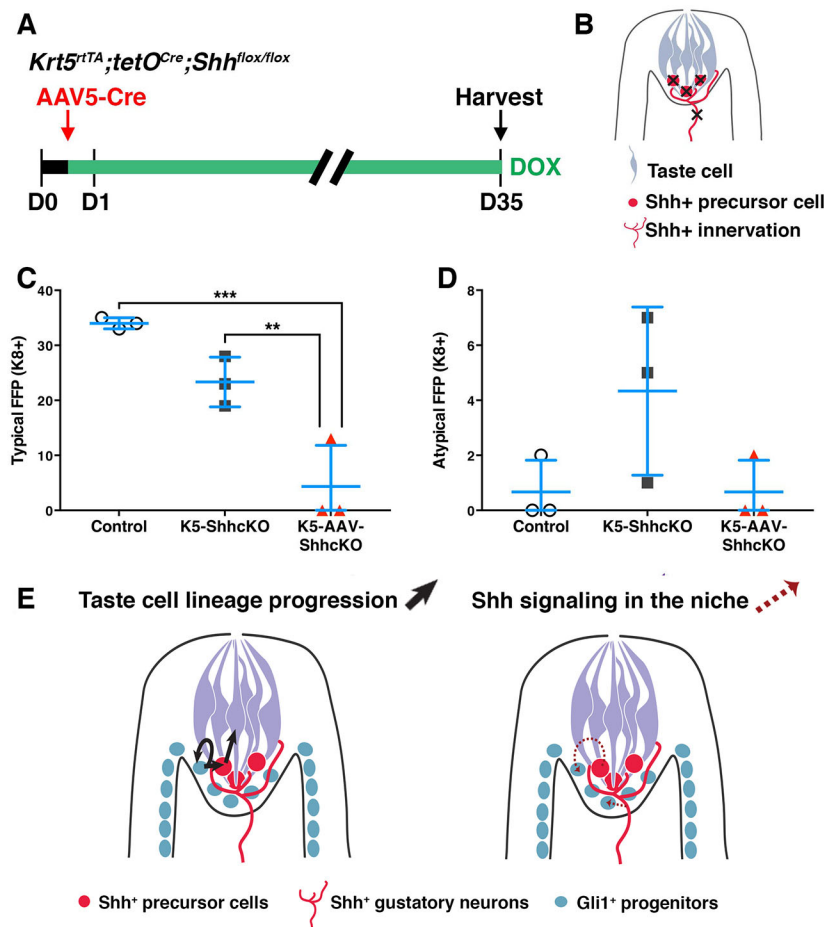 A
Krt5rtTA;tetOCre;Shhflox/flox
AAV5-Cre
Harvest
DOX
D0
D1
D35
B
Taste cell
Shh+ precursor cell
Shh+ innervation
C
Typical FFP (K8+)
40
30
20
10
0
***
**
Control
K5-ShhcKO
K5-AAV-
ShhcKO
D
Atypical FFP (K8+)
8
6
4
2
0
Control
K5-ShhcKO
K5-AAV-
ShhcKO
E
Taste cell lineage progression
Shh signaling in the niche
Shh+ precursor cells
Shh+ gustatory neurons
Gli1+ progenitors